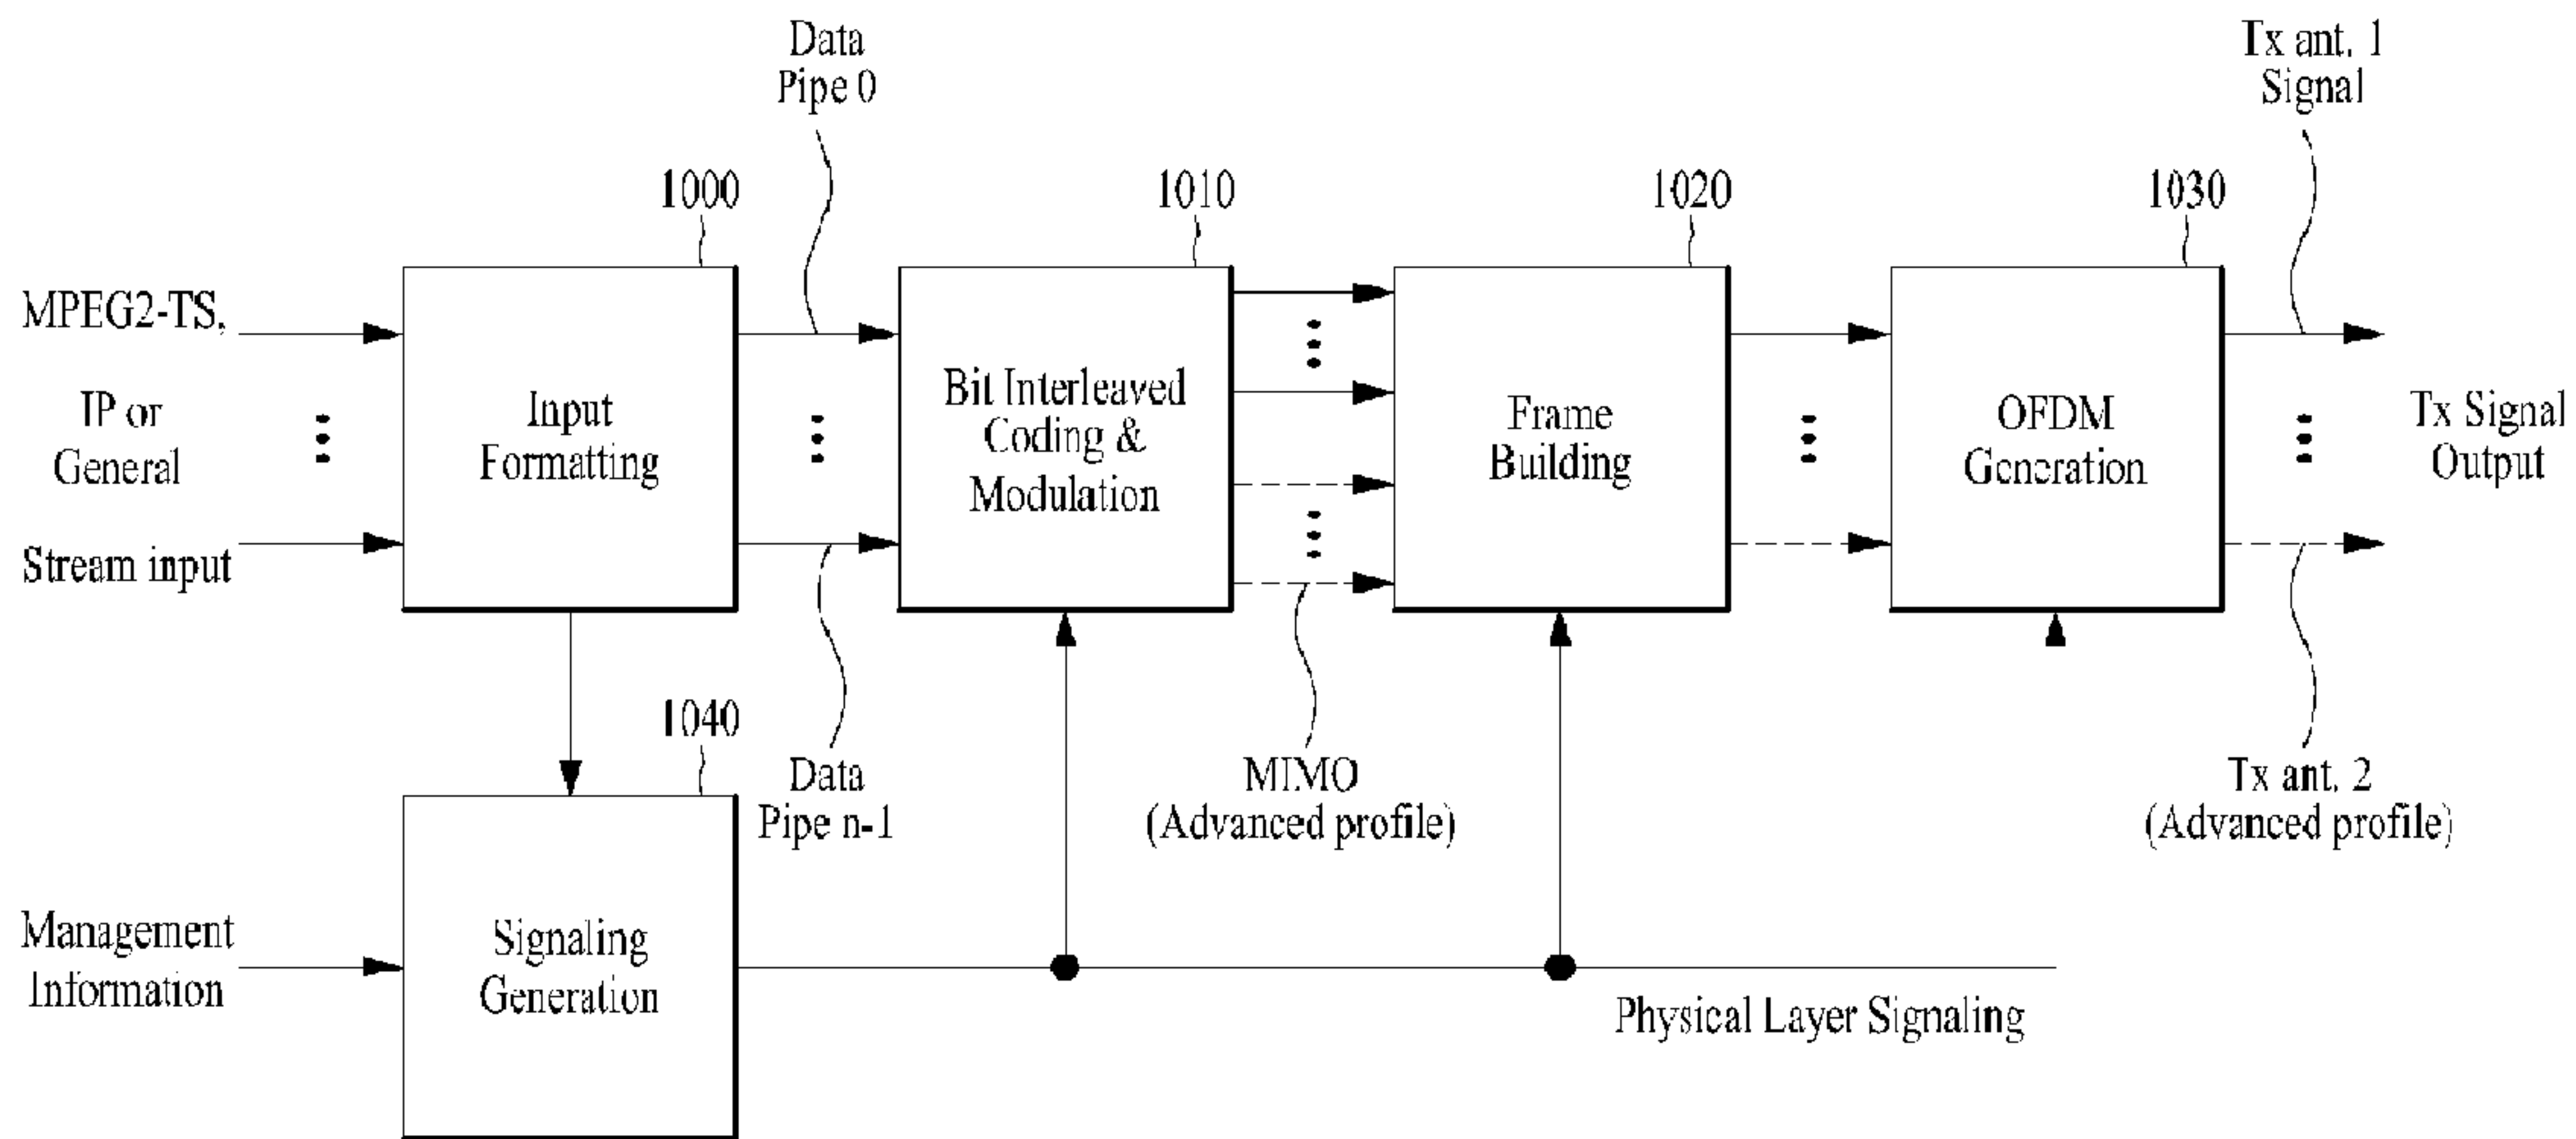 Data
Pipe 0
Tx ant. 1
Signal
1000
1010
1020
1030
MPEG2-TS,
IP or
General
Stream input
Input
Formatting
Bit Interleaved
Coding &
Modulation
Frame
Building
OFDM
Generation
Tx Signal
Output
1040
Data
Pipe n-1
MIMO
(Advanced profile)
Tx ant. 2
(Advanced profile)
Management
Information
Signaling
Generation
Physical Layer Signaling